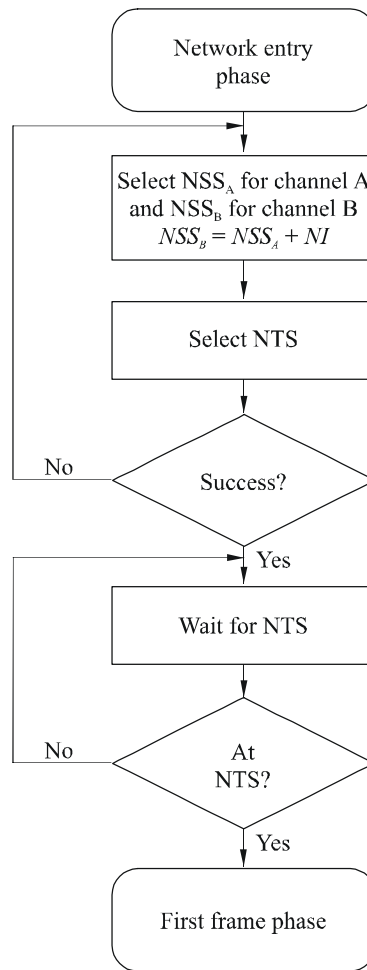 Network entry
phase
Select NSS_A for channel A
and NSS_B for channel B
NSS_B = NSS_A + NI
Select NTS
No
Success?
Yes
Wait for NTS
No
At
NTS?
Yes
First frame phase